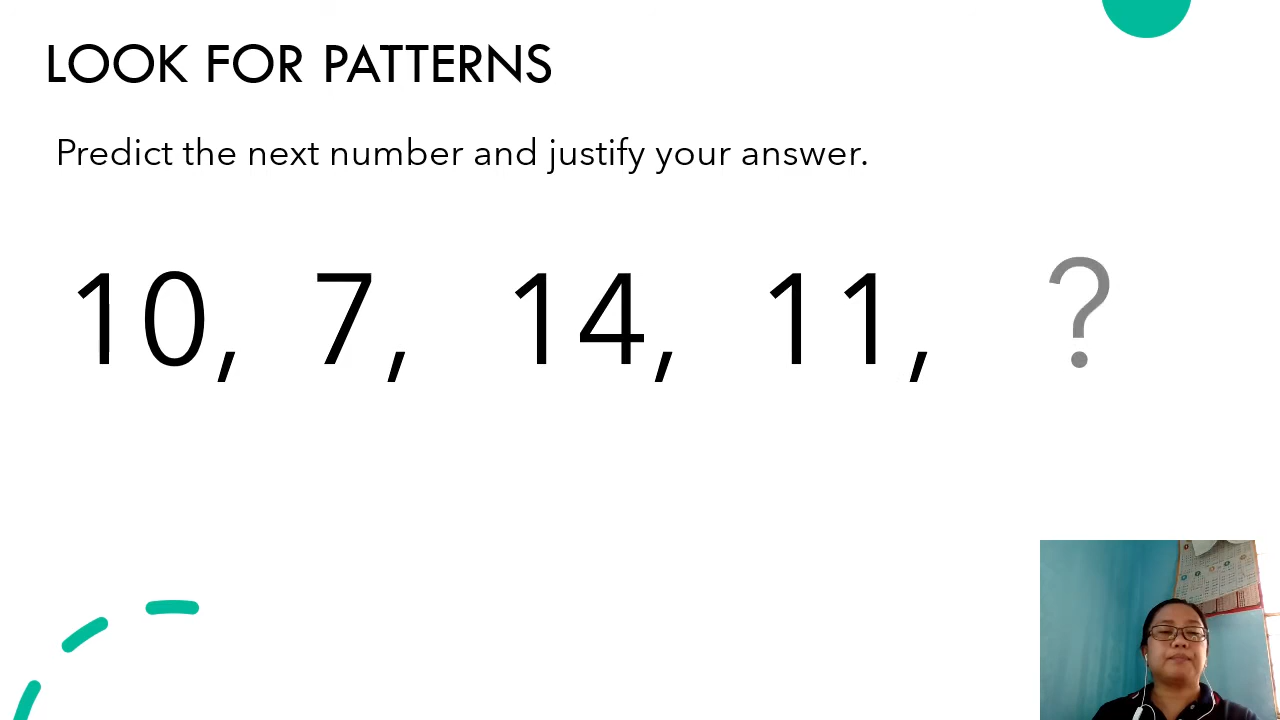 LOOK FOR PATTERNS
Predict the next number and justify your answer.
10, 7, 14, 11, ?